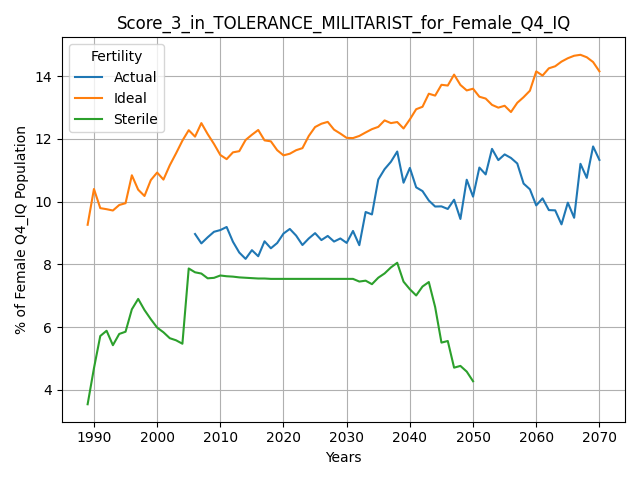 Score_3_in_TOLERANCE_MILITARIST_for_Female_Q4_IQ
Fertility
Actual
Ideal
Sterile
% of Female Q4_IQ Population
14
12
10
8
6
4
1990 2000 2010 2020 2030 2040 2050 2060 2070
Years